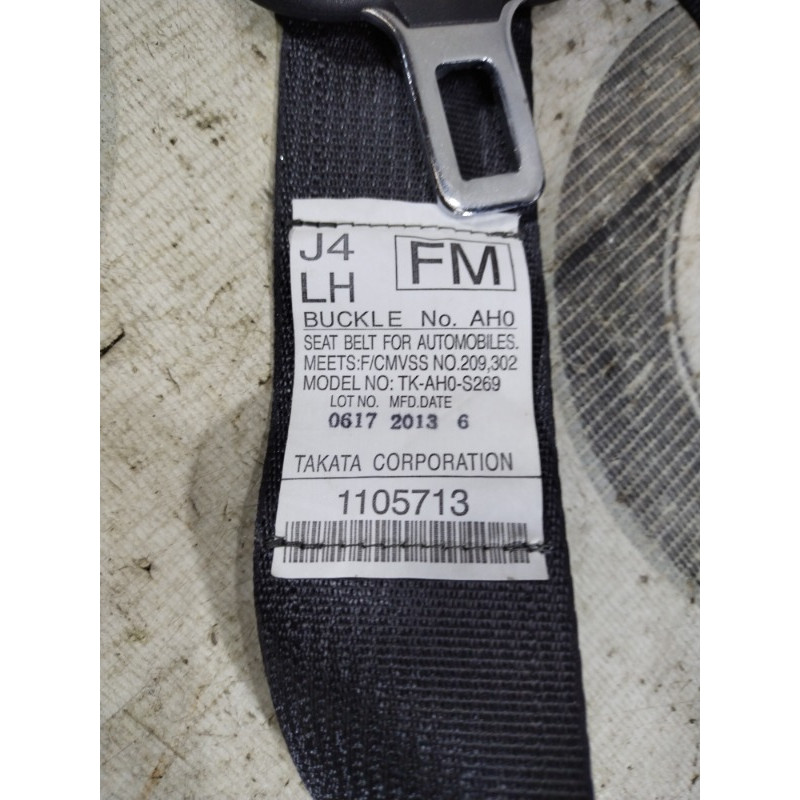 J4
LH
FM
BUCKLE No. AH0
SEAT BELT FOR AUTOMOBILES.
MEETS:F/CMVSS NO.209,302
MODEL NO: TK-AH0-S269
LOT NO. MFD.DATE
0617 2013 6
TAKATA CORPORATION
1105713